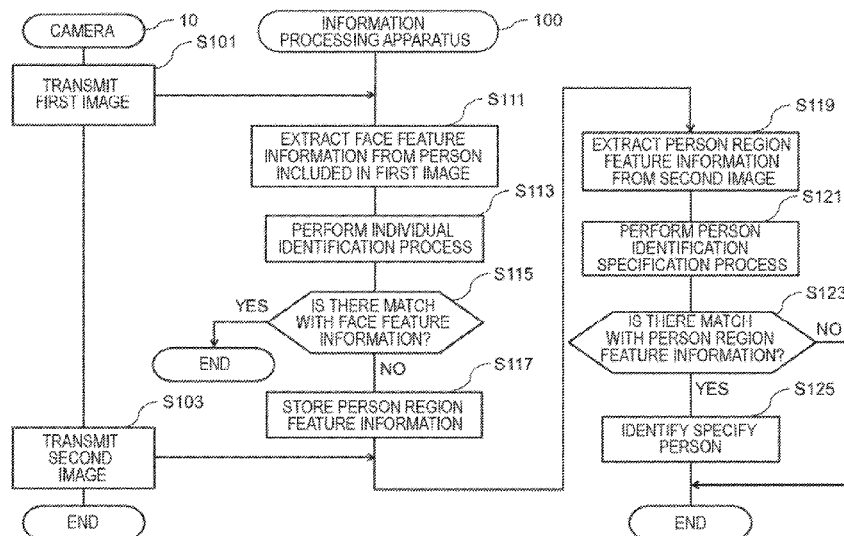 CAMERA
10
S101
TRANSMIT
FIRST IMAGE
S103
TRANSMIT
SECOND
IMAGE
END
INFORMATION
PROCESSING APPARATUS
100
S111
EXTRACT FACE FEATURE
INFORMATION FROM PERSON
INCLUDED IN FIRST IMAGE
S113
PERFORM INDIVIDUAL
IDENTIFICATION PROCESS
S115
IS THERE MATCH
WITH FACE FEATURE
INFORMATION?
YES
END
NO
S117
STORE PERSON REGION
FEATURE INFORMATION
S119
EXTRACT PERSON REGION
FEATURE INFORMATION
FROM SECOND IMAGE
S121
PERFORM PERSON
IDENTIFICATION
SPECIFICATION PROCESS
S123
IS THERE MATCH
WITH PERSON REGION
FEATURE INFORMATION?
NO
YES
S125
IDENTIFY SPECIFY
PERSON
END